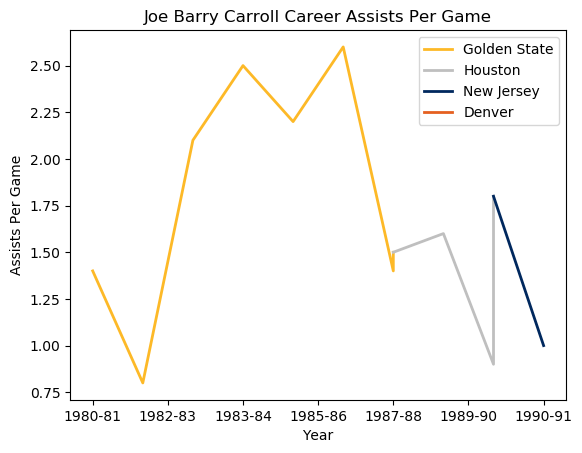 Joe Barry Carroll Career Assists Per Game
Golden State
Houston
New Jersey
Denver
Assists Per Game
2.50
2.25
2.00
1.75
1.50
1.25
1.00
0.75
1980-81 1982-83 1983-84 1985-86 1987-88 1989-90 1990-91
Year